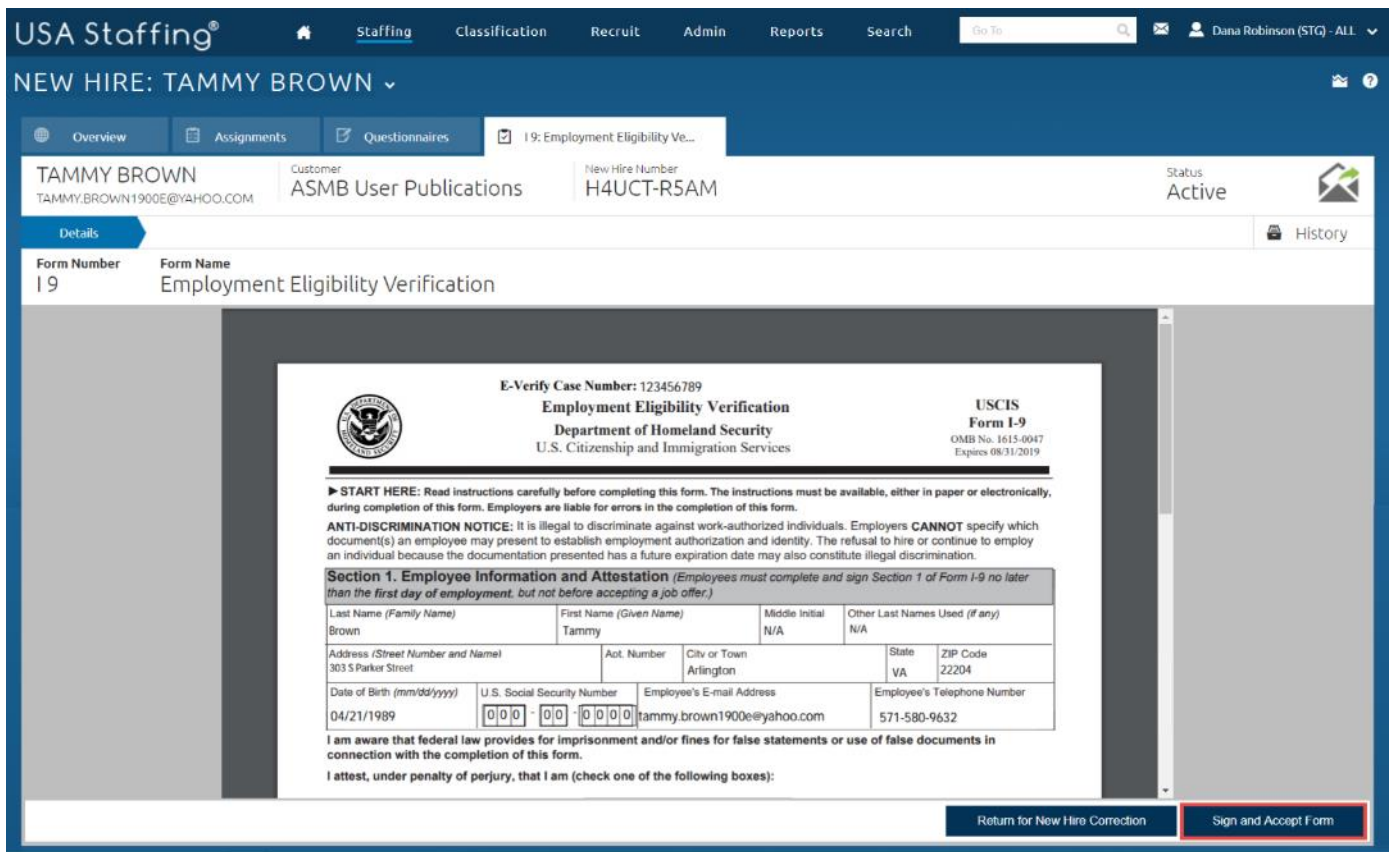 USA Staffing® Staffing Classification Recruit Admin Reports Search Go To Dana Robinson (STG) - ALL
NEW HIRE: TAMMY BROWN
Overview Assignments Questionnaires I 9: Employment Eligibility Ve...
TAMMY BROWN
TAMMY.BROWN1900E@YAHOO.COM
Customer
ASMB User Publications
New Hire Number
H4UCT-R5AM
Status
Active
Details History
Form Number Form Name
I 9 Employment Eligibility Verification
E-Verify Case Number: 123456789
Employment Eligibility Verification
Department of Homeland Security
U.S. Citizenship and Immigration Services
USCIS
Form I-9
OMB No. 1615-0047
Expires 08/31/2019
►START HERE: Read instructions carefully before completing this form. The instructions must be available, either in paper or electronically,
during completion of this form. Employers are liable for errors in the completion of this form.
ANTI-DISCRIMINATION NOTICE: It is illegal to discriminate against work-authorized individuals. Employers CANNOT specify which
document(s) an employee may present to establish employment authorization and identity. The refusal to hire or continue to employ
an individual because the documentation presented has a future expiration date may also constitute illegal discrimination.
Section 1. Employee Information and Attestation (Employees must complete and sign Section 1 of Form I-9 no later
than the first day of employment, but not before accepting a job offer.)
Last Name (Family Name) First Name (Given Name) Middle Initial Other Last Names Used (if any)
Brown Tammy N/A N/A
Address (Street Number and Name) Apt. Number City or Town State ZIP Code
303 S Parker Street Arlington VA 22204
Date of Birth (mm/dd/yyyy) U.S. Social Security Number Employee's E-mail Address Employee's Telephone Number
04/21/1989 000 - 00 - 0000 tammy.brown1900e@yahoo.com 571-580-9632
I am aware that federal law provides for imprisonment and/or fines for false statements or use of false documents in
connection with the completion of this form.
I attest, under penalty of perjury, that I am (check one of the following boxes):
Return for New Hire Correction Sign and Accept Form